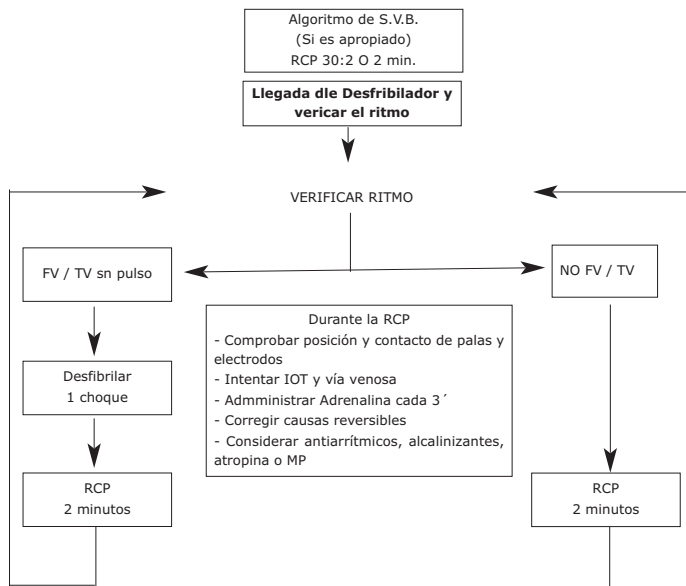 Algoritmo de S.V.B.
(Si es apropiado)
RCP 30:2 O 2 min.
Llegada dle Desfribilador y
vericar el ritmo
VERIFICAR RITMO
FV / TV sn pulso
NO FV / TV
Durante la RCP
- Comprobar posición y contacto de palas y
electrodos
- Intentar IOT y vía venosa
- Admministrar Adrenalina cada 3´
- Corregir causas reversibles
- Considerar antiarrítmicos, alcalinizantes,
atropina o MP
Desfibrilar
1 choque
RCP
2 minutos
RCP
2 minutos